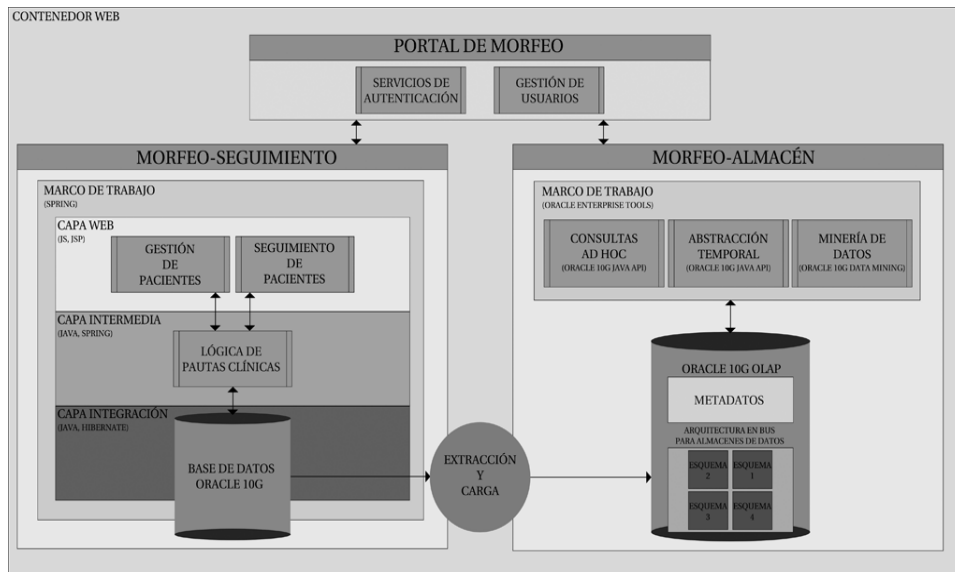 CONTENEDOR WEB
PORTAL DE MORFEO
SERVICIOS DE
AUTENTICACIÓN
GESTIÓN DE
USUARIOS
MORFEO-SEGUIMIENTO
MARCO DE TRABAJO
(SPRING)
CAPA WEB
(JS, JSP)
GESTIÓN
DE
PACIENTES
SEGUIMIENTO
DE
PACIENTES
CAPA INTERMEDIA
(JAVA, SPRING)
LÓGICA DE
PAUTAS CLÍNICAS
CAPA INTEGRACIÓN
(JAVA, HIBERNATE)
BASE DE DATOS
ORACLE 10G
EXTRACCIÓN
Y
CARGA
MORFEO-ALMACÉN
MARCO DE TRABAJO
(ORACLE ENTERPRISE TOOLS)
CONSULTAS
AD HOC
(ORACLE 10G JAVA API)
ABSTRACCIÓN
TEMPORAL
(ORACLE 10G JAVA API)
MINERÍA DE
DATOS
(ORACLE 10G DATA MINING)
ORACLE 10G OLAP
METADATOS
ARQUITECTURA EN BUS
PARA ALMACENES DE DATOS
ESQUEMA
2
ESQUEMA
1
ESQUEMA
3
ESQUEMA
4